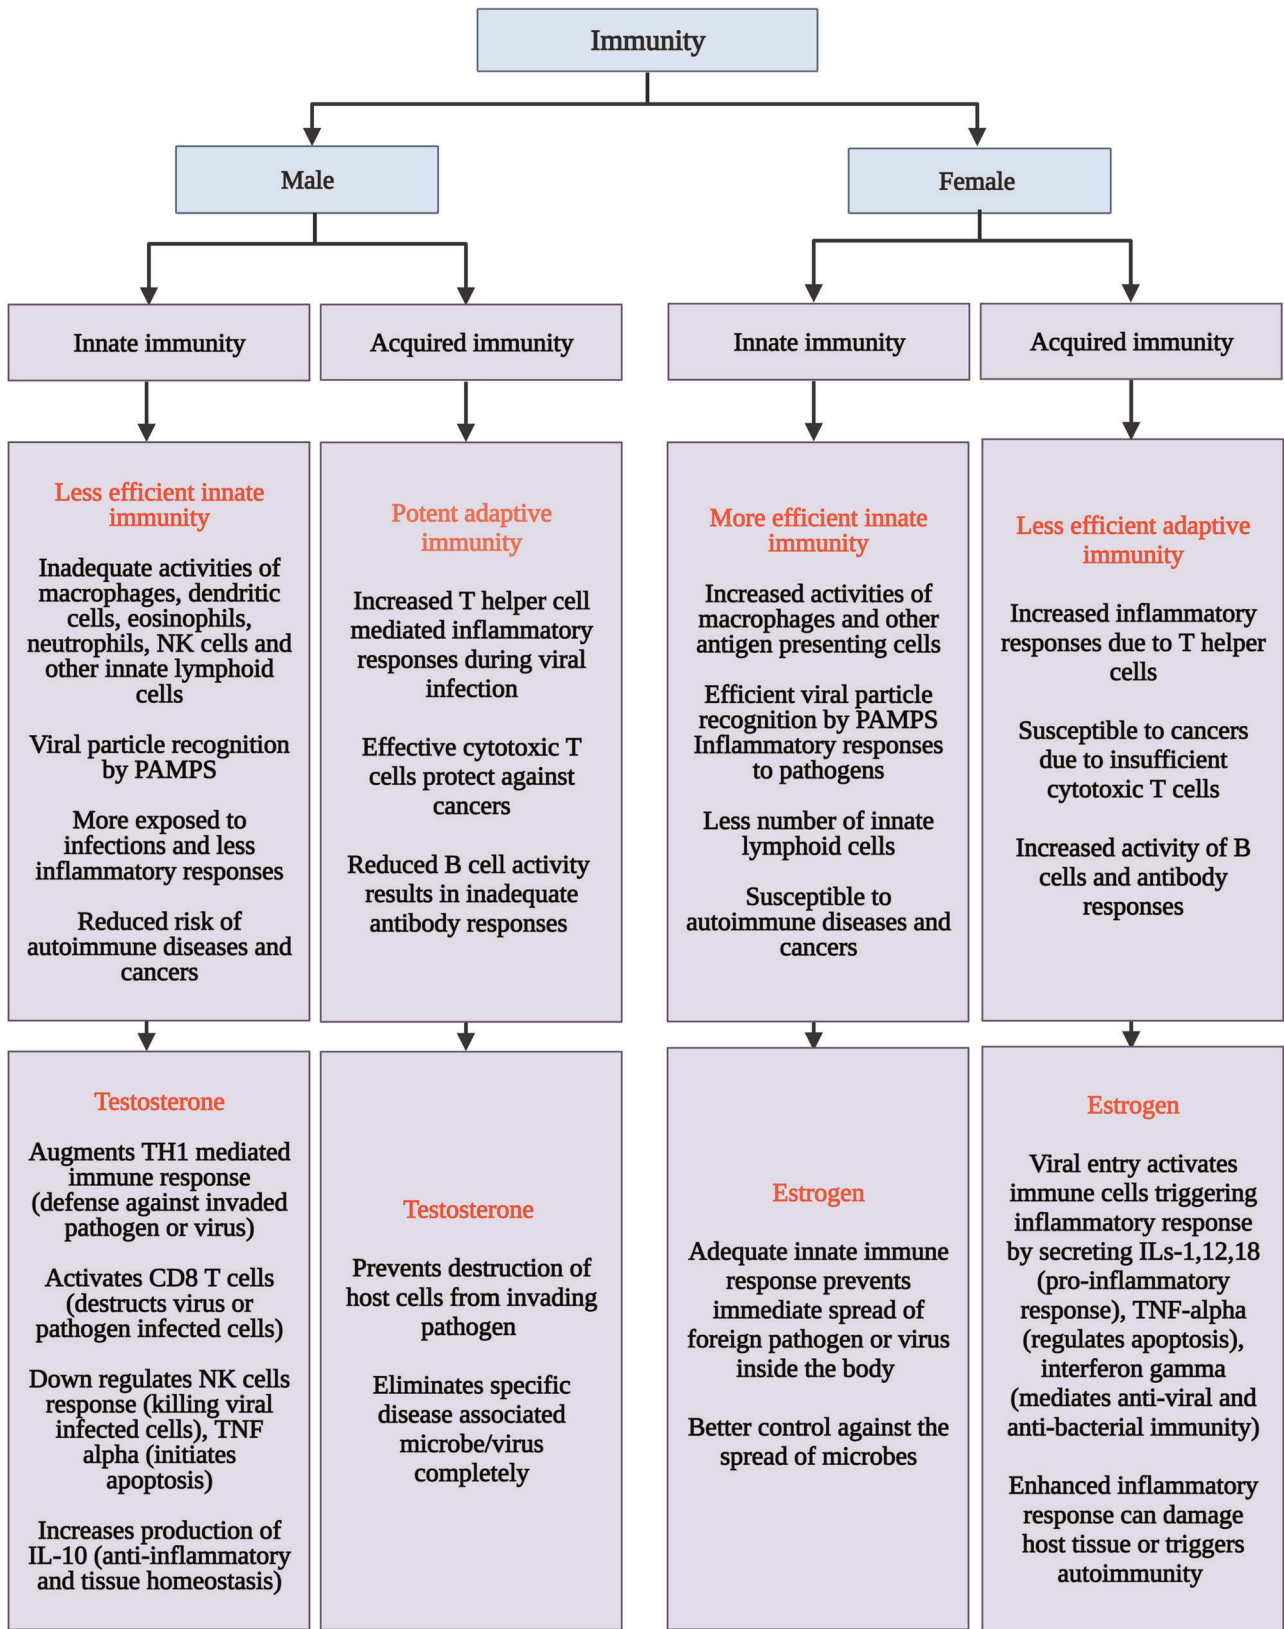 Immunity
Male
Female
Innate immunity
Acquired immunity
Innate immunity
Acquired immunity
Less efficient innate
immunity
Inadequate activities of
macrophages, dendritic
cells, eosinophils,
neutrophils, NK cells and
other innate lymphoid
cells
Viral particle recognition
by PAMPS
More exposed to
infections and less
inflammatory responses
Reduced risk of
autoimmune diseases and
cancers
Potent adaptive
immunity
Increased T helper cell
mediated inflammatory
responses during viral
infection
Effective cytotoxic T
cells protect against
cancers
Reduced B cell activity
results in inadequate
antibody responses
More efficient innate
immunity
Increased activities of
macrophages and other
antigen presenting cells
Efficient viral particle
recognition by PAMPS
Inflammatory responses
to pathogens
Less number of innate
lymphoid cells
Susceptible to
autoimmune diseases and
cancers
Less efficient adaptive
immunity
Increased inflammatory
responses due to T helper
cells
Susceptible to cancers
due to insufficient
cytotoxic T cells
Increased activity of B
cells and antibody
responses
Testosterone
Augments TH1 mediated
immune response
(defense against invaded
pathogen or virus)
Activates CD8 T cells
(destructs virus or
pathogen infected cells)
Down regulates NK cells
response (killing viral
infected cells), TNF
alpha (initiates
apoptosis)
Increases production of
IL-10 (anti-inflammatory
and tissue homeostasis)
Testosterone
Prevents destruction of
host cells from invading
pathogen
Eliminates specific
disease associated
microbe/virus
completely
Estrogen
Adequate innate immune
response prevents
immediate spread of
foreign pathogen or virus
inside the body
Better control against the
spread of microbes
Estrogen
Viral entry activates
immune cells triggering
inflammatory response
by secreting ILs-1,12,18
(pro-inflammatory
response), TNF-alpha
(regulates apoptosis),
interferon gamma
(mediates anti-viral and
anti-bacterial immunity)
Enhanced inflammatory
response can damage
host tissue or triggers
autoimmunity